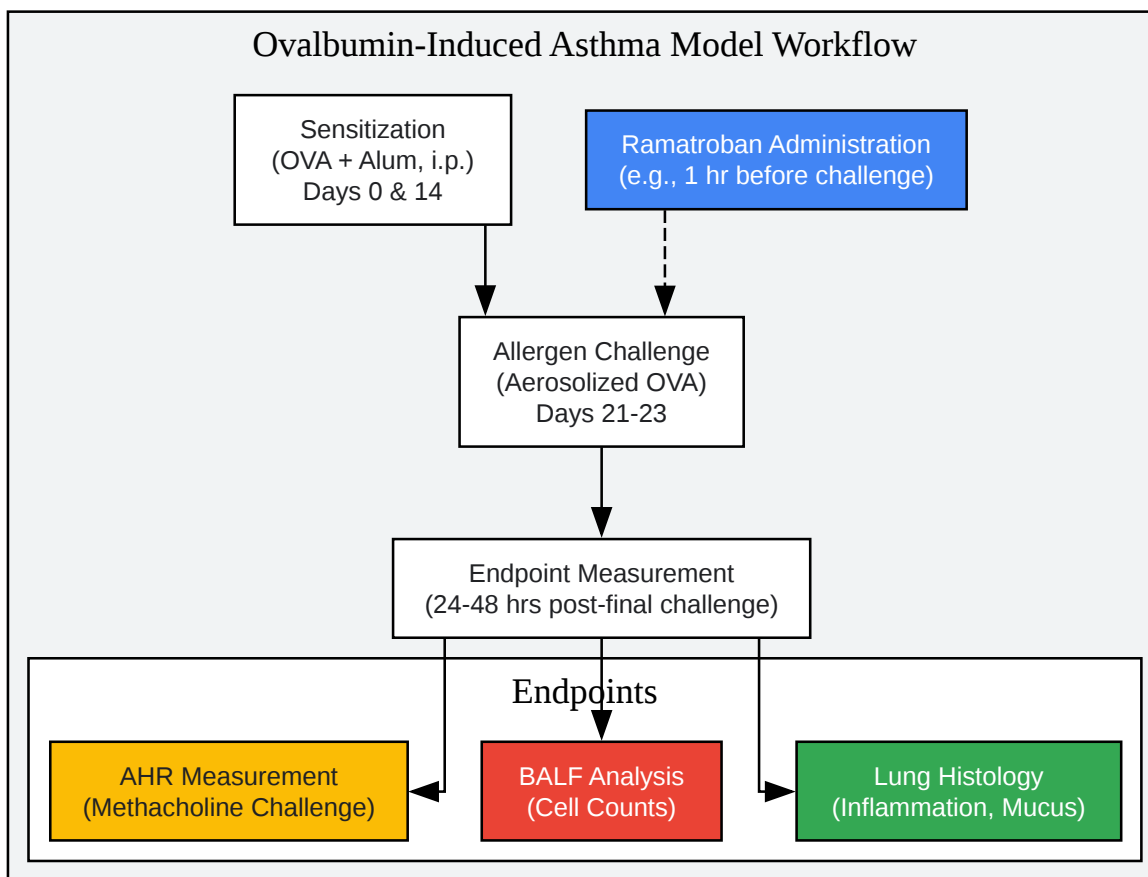 Ovalbumin-Induced Asthma Model Workflow
Sensitization
(OVA + Alum, i.p.)
Days 0 & 14
Ramatroban Administration
(e.g., 1 hr before challenge)
Allergen Challenge
(Aerosolized OVA)
Days 21-23
Endpoint Measurement
(24-48 hrs post-final challenge)
Endpoints
AHR Measurement
(Methacholine Challenge)
BALF Analysis
(Cell Counts)
Lung Histology
(Inflammation, Mucus)